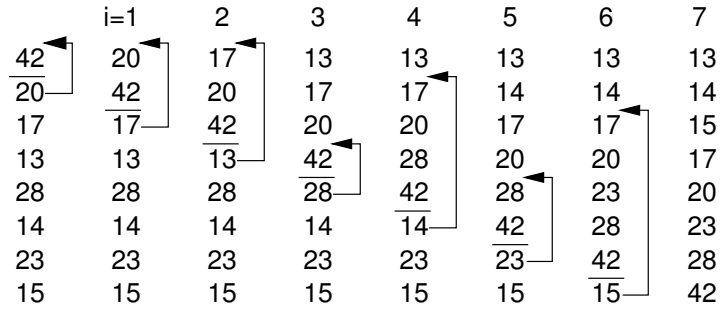 i=1 2 3 4 5 6 7
42 20 17 13 13 13 13 13
20 42 20 17 17 14 14 14
17 17 42 20 20 17 17 15
13 13 13 42 28 20 20 17
28 28 28 28 42 28 23 20
14 14 14 14 14 42 28 23
23 23 23 23 23 23 42 28
15 15 15 15 15 15 15 42